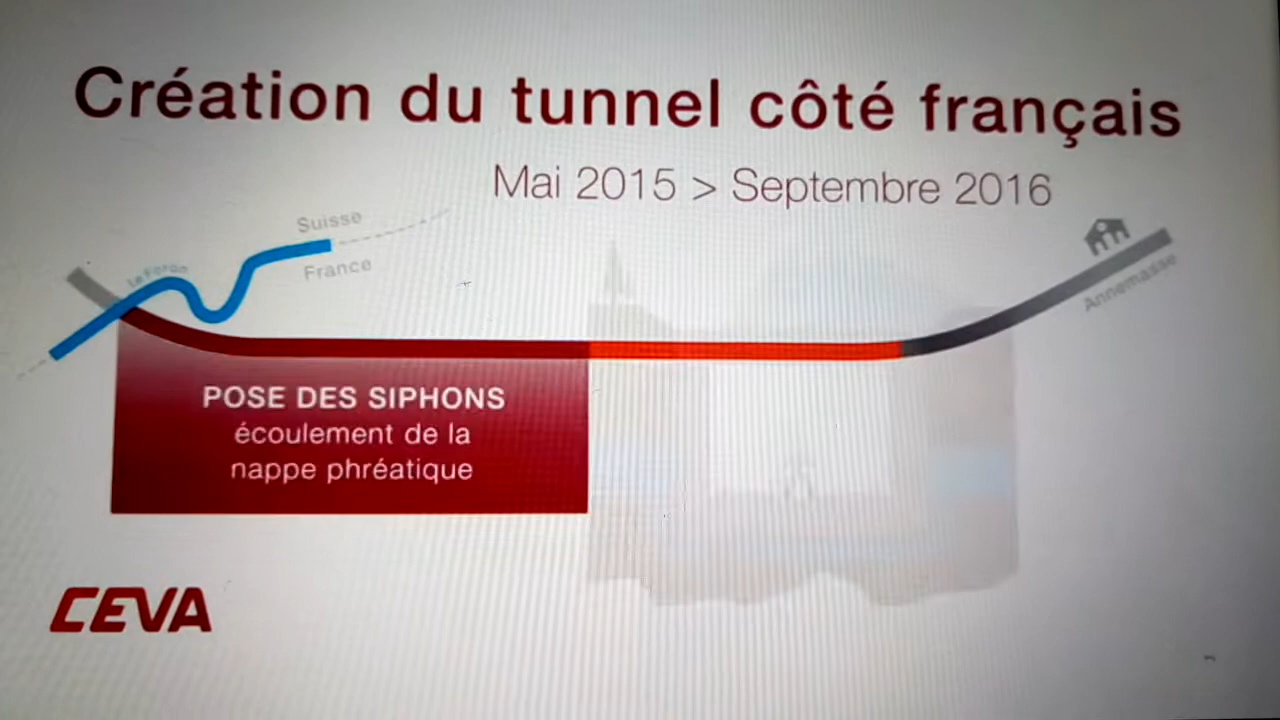 Création du tunnel côté français
Mai 2015 > Septembre 2016
Suisse
Le Foron
France
Annemasse
POSE DES SIPHONS
écoulement de la
nappe phréatique
CEVA